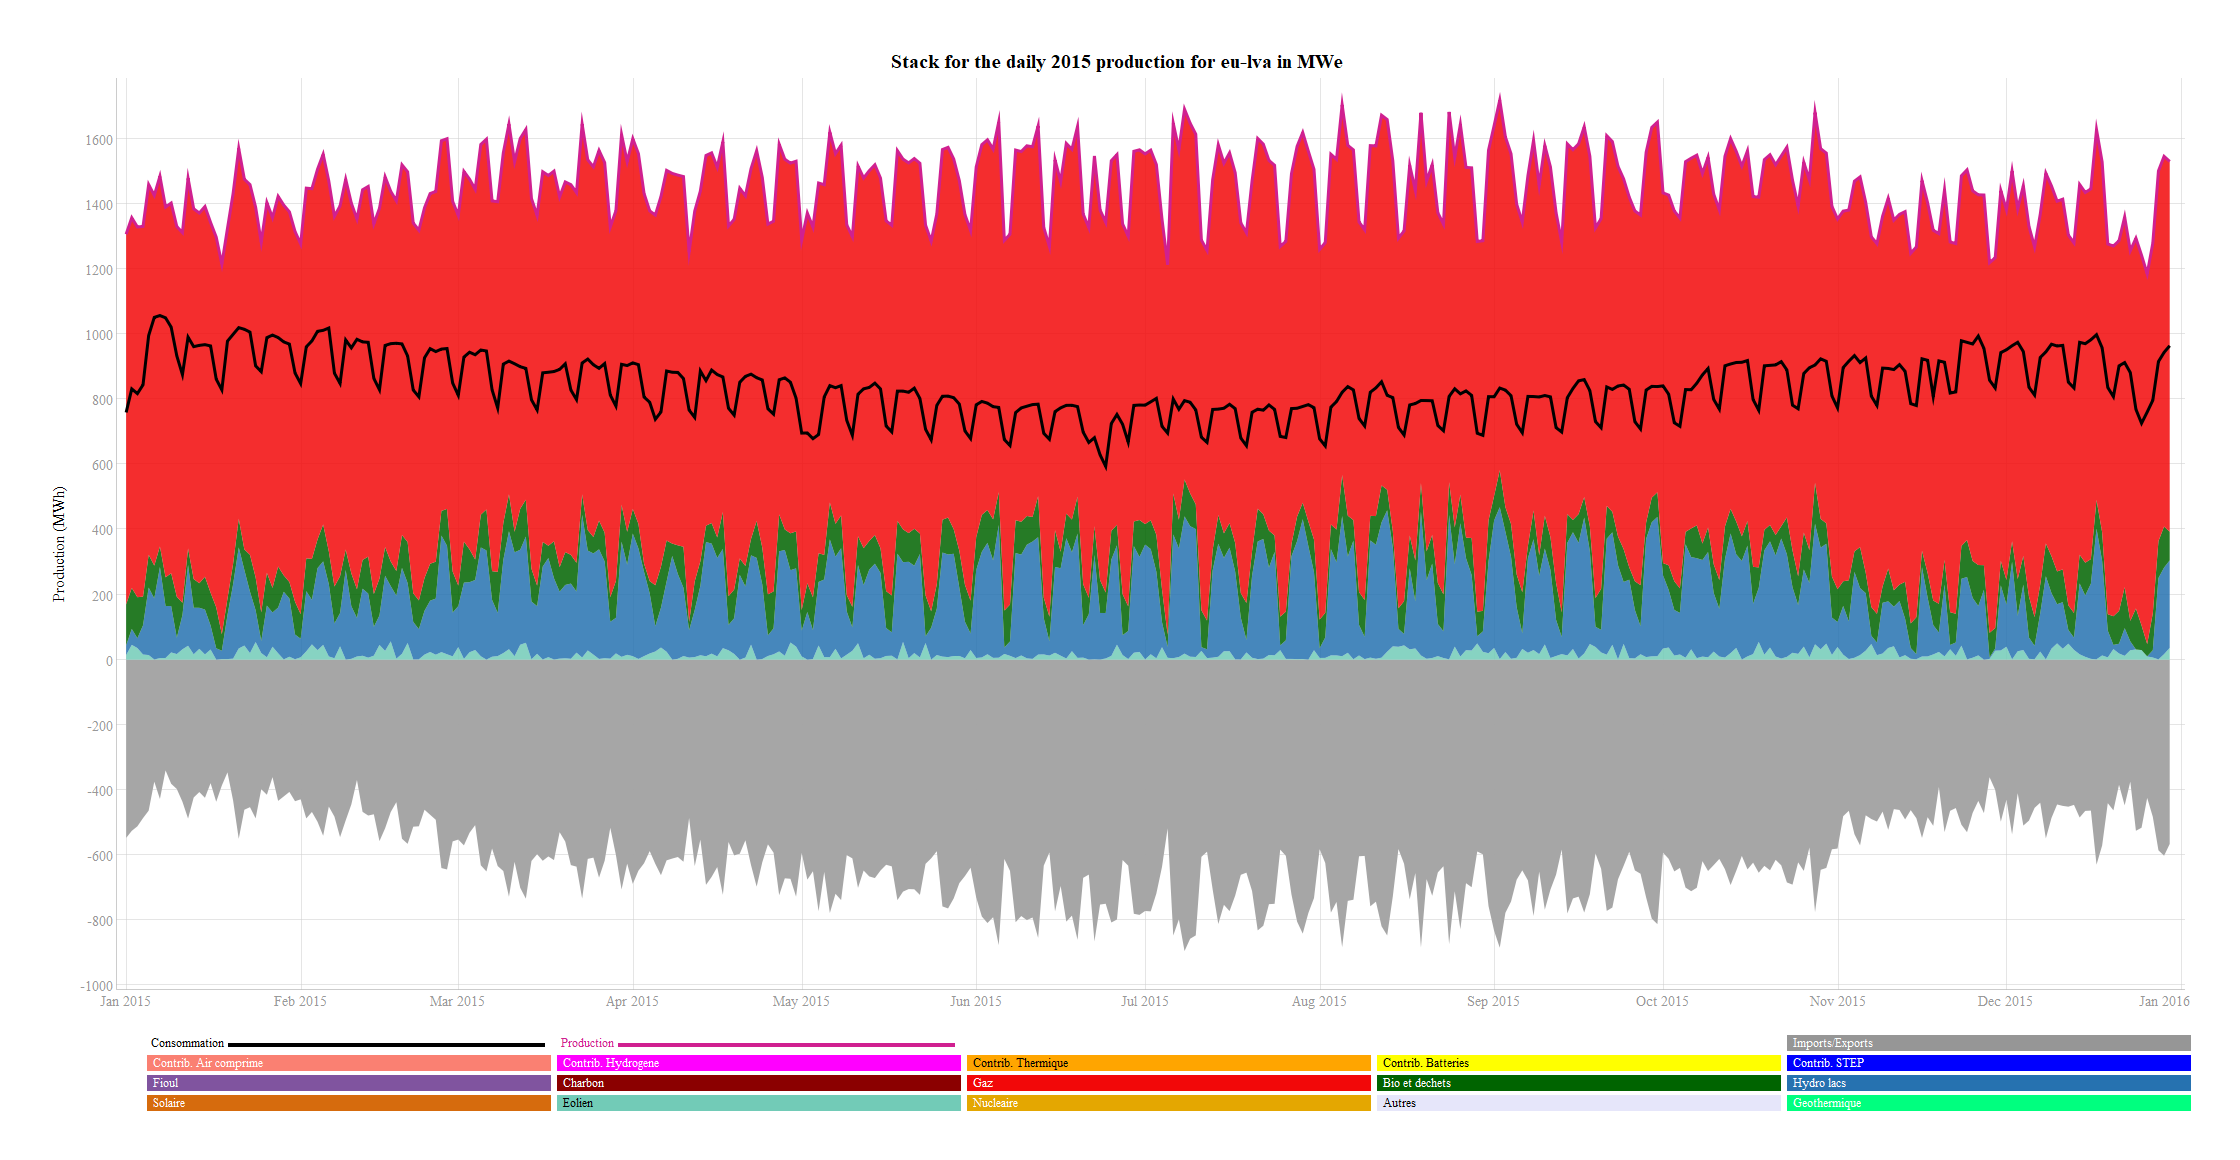 Stack for the daily 2015 production for eu-lva in MWe
Production (MWh)
1600
1400
1200
1000
800
600
400
200
0
-200
-400
-600
-800
-1000
Jan 2015 Feb 2015 Mar 2015 Apr 2015 May 2015 Jun 2015 Jul 2015 Aug 2015 Sep 2015 Oct 2015 Nov 2015 Dec 2015 Jan 2016
Consommation Production Imports/Exports
Contrib. Air comprime Contrib. Hydrogene Contrib. Thermique Contrib. Batteries Contrib. STEP
Fioul Charbon Gaz Bio et dechets Hydro lacs
Solaire Eolien Nucleaire Autres Geothermique